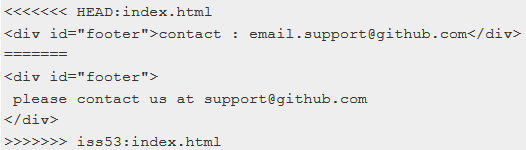 <<<<<<< HEAD:index.html
<div id="footer">contact : email.support@github.com</div>
=======
<div id="footer">
 please contact us at support@github.com
</div>
>>>>>>> iss53:index.html